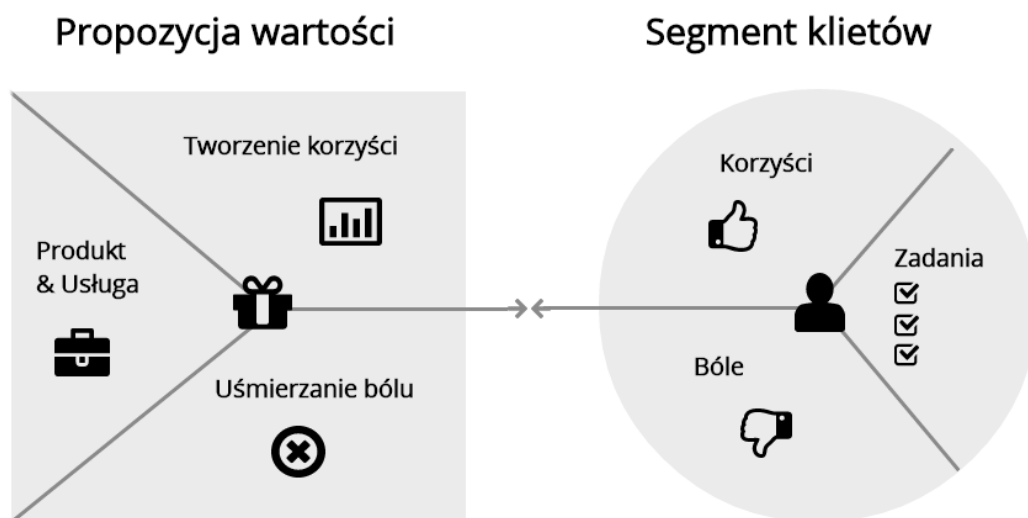 Propozycja wartości
Segment klietów
Tworzenie korzyści
Produkt
& Usługa
Uśmierzanie bólu
Korzyści
Zadania
Bóle